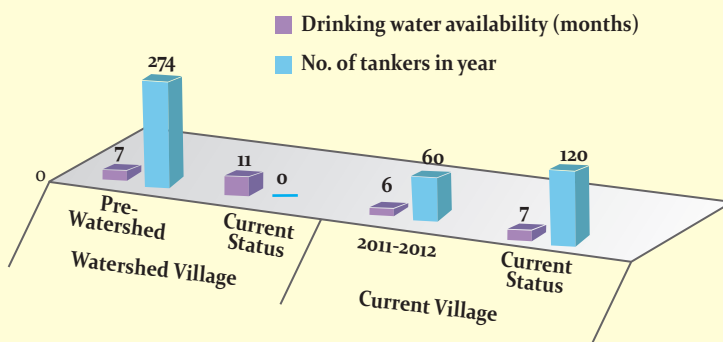 Drinking water availability (months)
No. of tankers in year
274
7
11
0
6
60
7
120
0
Pre-
Watershed
Current
Status
2011-2012
Current
Status
Watershed Village
Current Village